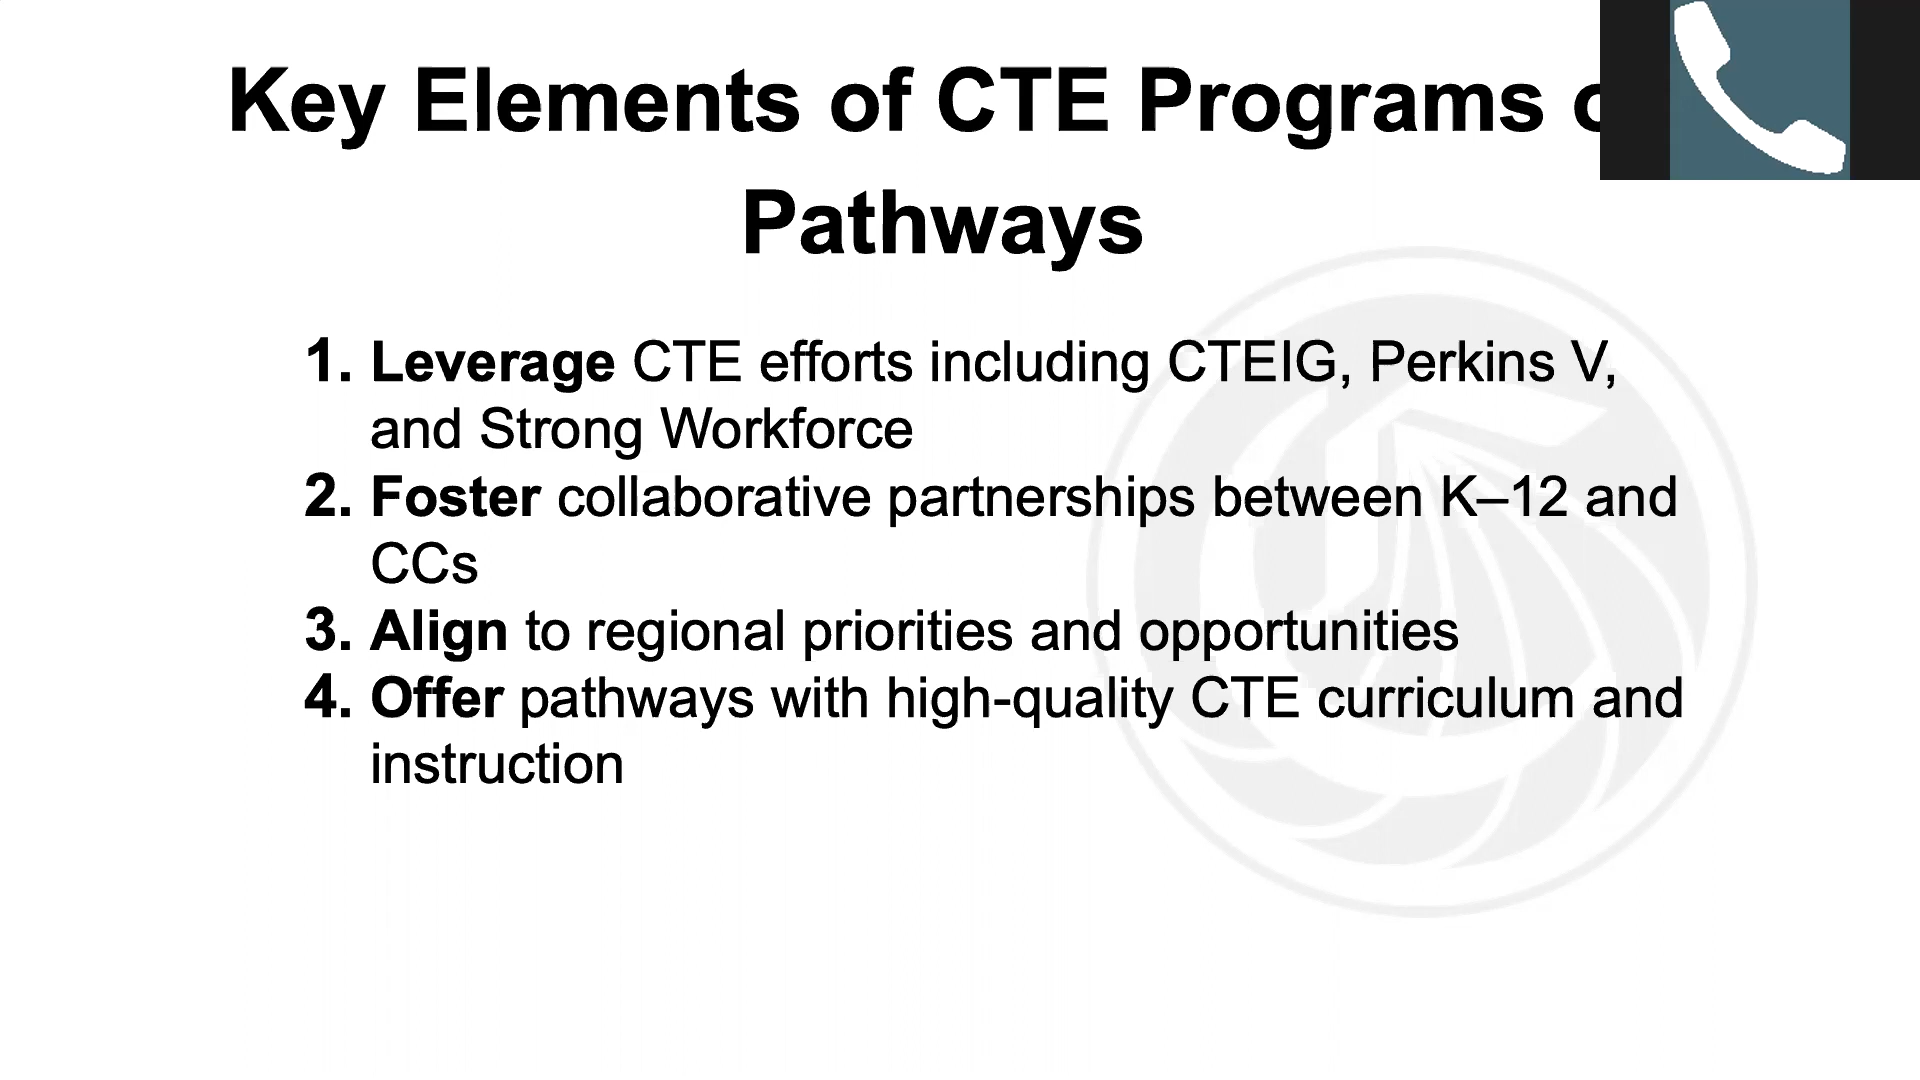 Key Elements of CTE Programs
Pathways
1. Leverage CTE efforts including CTEIG, Perkins V,
and Strong Workforce
2. Foster collaborative partnerships between K–12 and
CCs
3. Align to regional priorities and opportunities
4. Offer pathways with high-quality CTE curriculum and
instruction